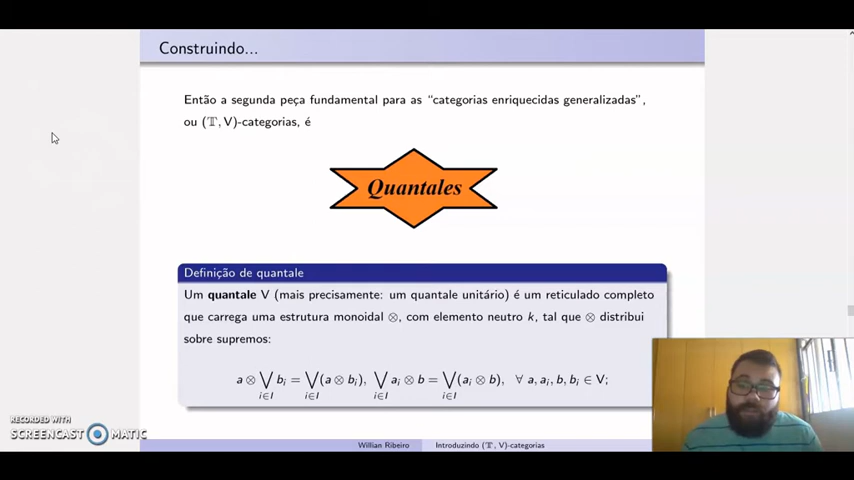 Construindo...
Então a segunda peça fundamental para as “categorias enriquecidas generalizadas”,
ou (𝕋, V)-categorias, é
Quantales
Definição de quantale
Um quantale V (mais precisamente: um quantale unitário) é um reticulado completo
que carrega uma estrutura monoidal ⊗, com elemento neutro k, tal que ⊗ distribui
sobre supremos:
a ⊗ ⋁_{i∈I} b_i = ⋁_{i∈I} (a ⊗ b_i), ⋁_{i∈I} a_i ⊗ b = ⋁_{i∈I} (a_i ⊗ b), ∀ a, a_i, b, b_i ∈ V;
RECORDED WITH
SCREENCAST MATIC
Willian Ribeiro Introduzindo (𝕋, V)-categorias